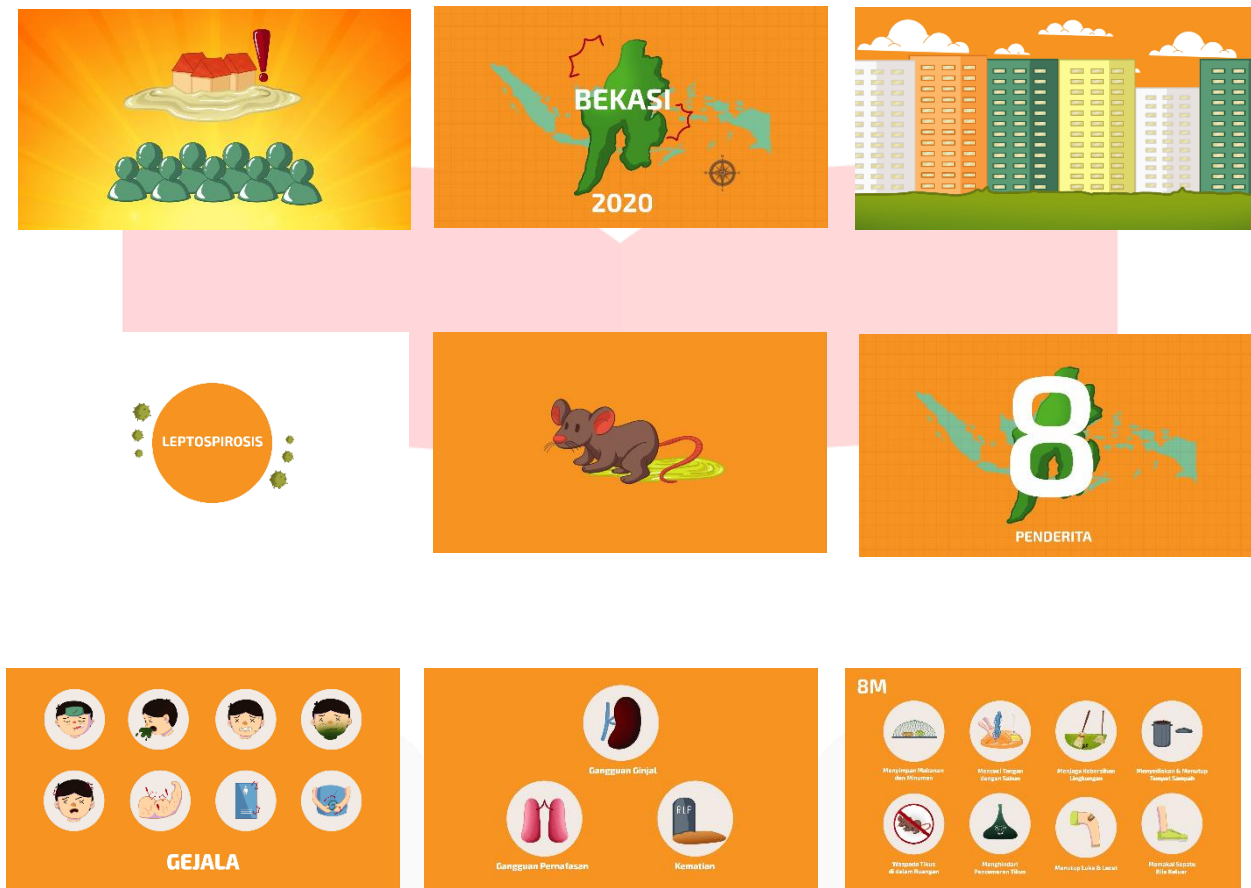 BEKASI
2020
LEPTOSPIROSIS
8
PENDERITA
GEJALA
Gangguan Ginjal
RIP
Gangguan Pernafasan
Kematian
8M
Menyimpan Makanan
dan Minuman
Mencuci Tangan
dengan Sabun
Menjaga Kebersihan
Lingkungan
Menyediakan & Menutup
Tempat Sampah
Waspada Tikus
di dalam Ruangan
Menghindari
Pencemaran Tikus
Menutup Luka & Lecet
Memakai Sepatu
Bila Keluar